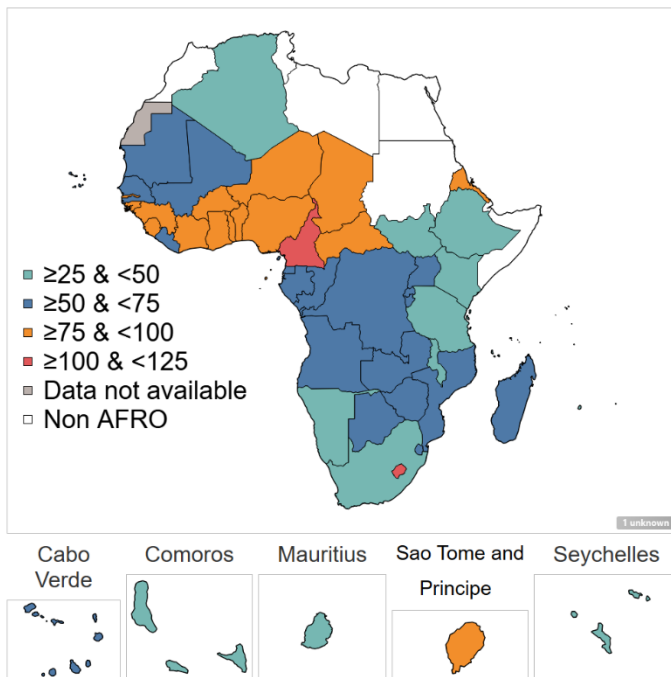 ≥25 & <50
≥50 & <75
≥75 & <100
≥100 & <125
Data not available
Non AFRO
1 unknown
Cabo
Verde
Comoros
Mauritius
Sao Tome and
Principe
Seychelles